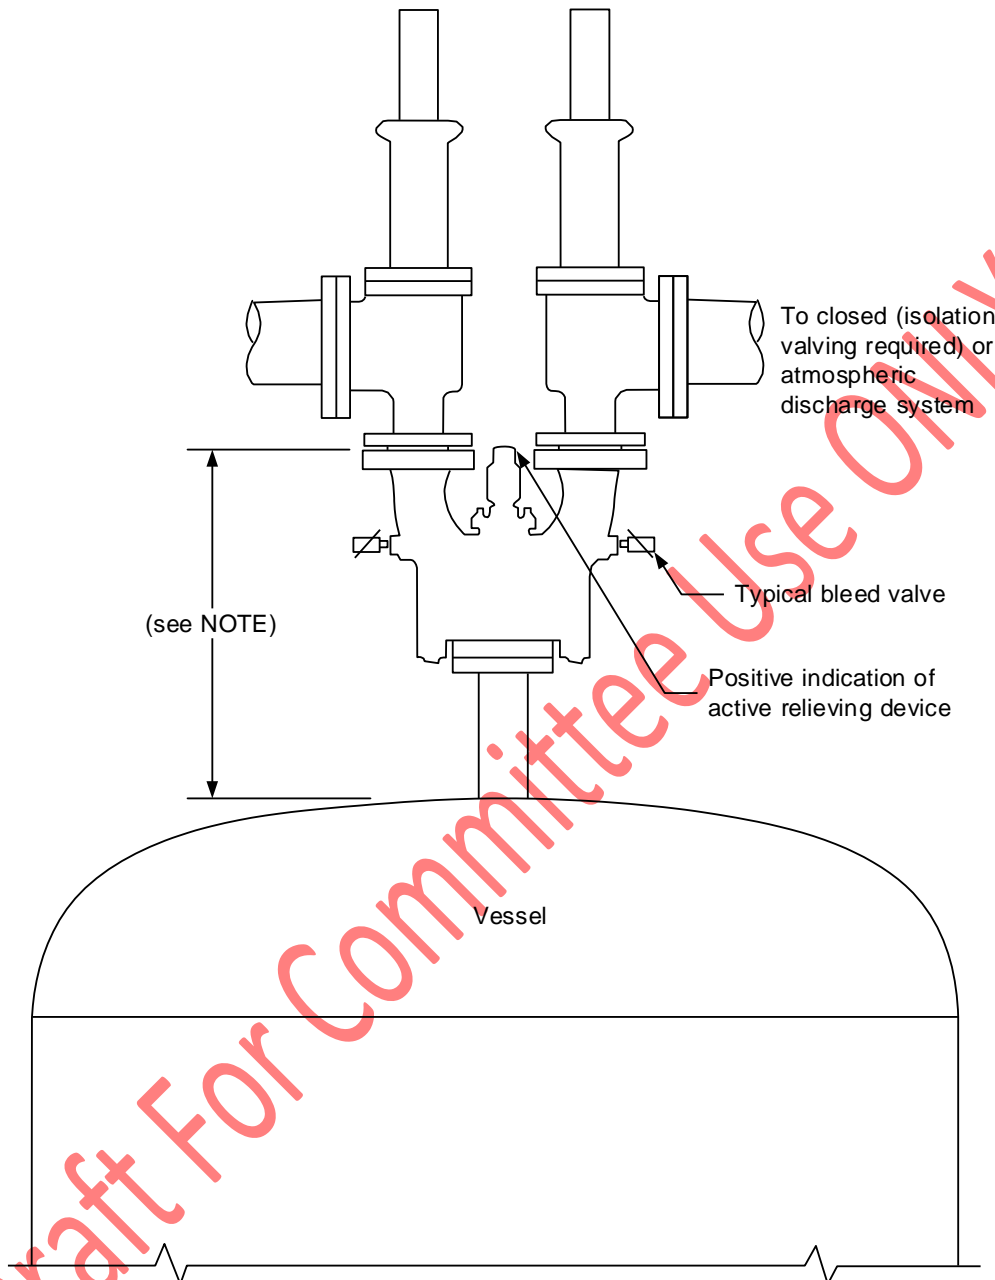 To closed (isolation
valving required) or
atmospheric
discharge system
Typical bleed valve
(see NOTE)
Positive indication of
active relieving device
Vessel
Draft For Committee Use ONLY